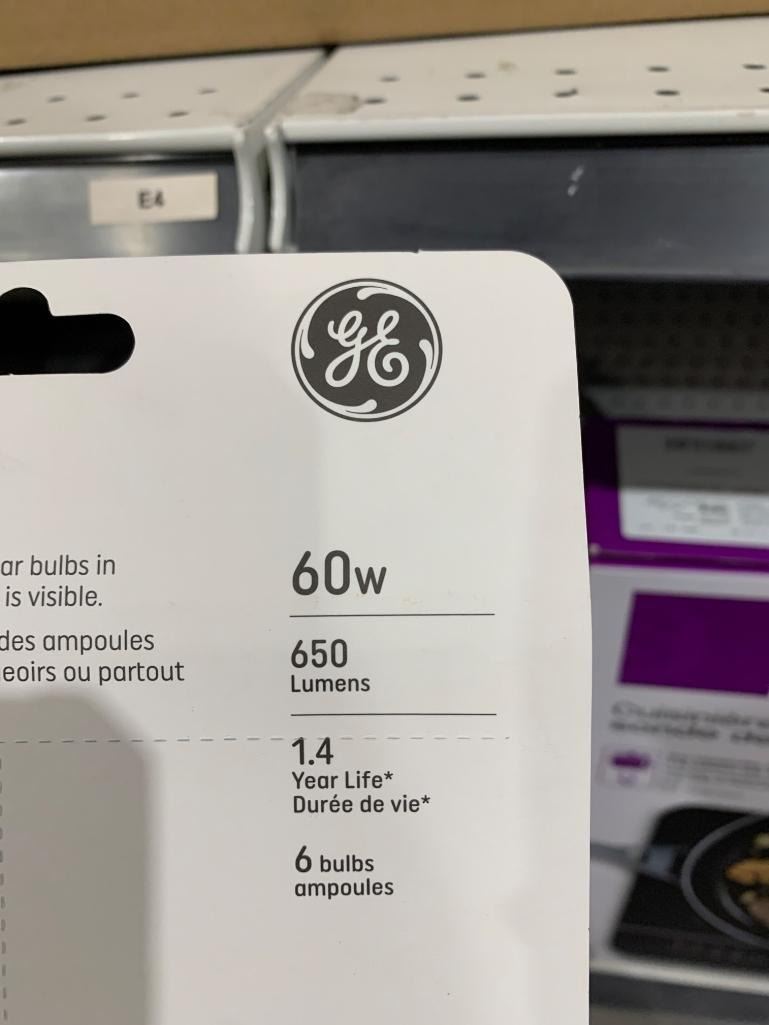 E4
GE
ar bulbs in
is visible.
des ampoules
eoirs ou partout
60w
650
Lumens
1.4
Year Life*
Durée de vie*
6 bulbs
ampoules